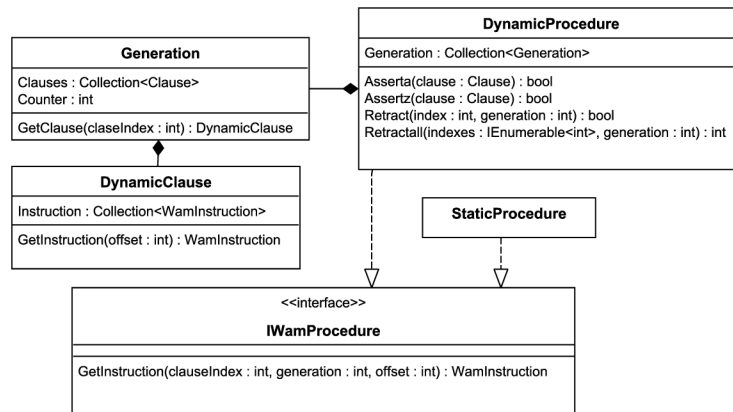 Generation
Clauses : Collection<Clause>
Counter : int
GetClause(claseIndex : int) : DynamicClause
DynamicProcedure
Generation : Collection<Generation>
Asserta(clause : Clause) : bool
Assertz(clause : Clause) : bool
Retract(index : int, generation : int) : bool
Retractall(indexes : IEnumerable<int>, generation : int) : int
DynamicClause
Instruction : Collection<WamInstruction>
GetInstruction(offset : int) : WamInstruction
StaticProcedure
<<interface>>
IWamProcedure
GetInstruction(clauseIndex : int, generation : int, offset : int) : WamInstruction